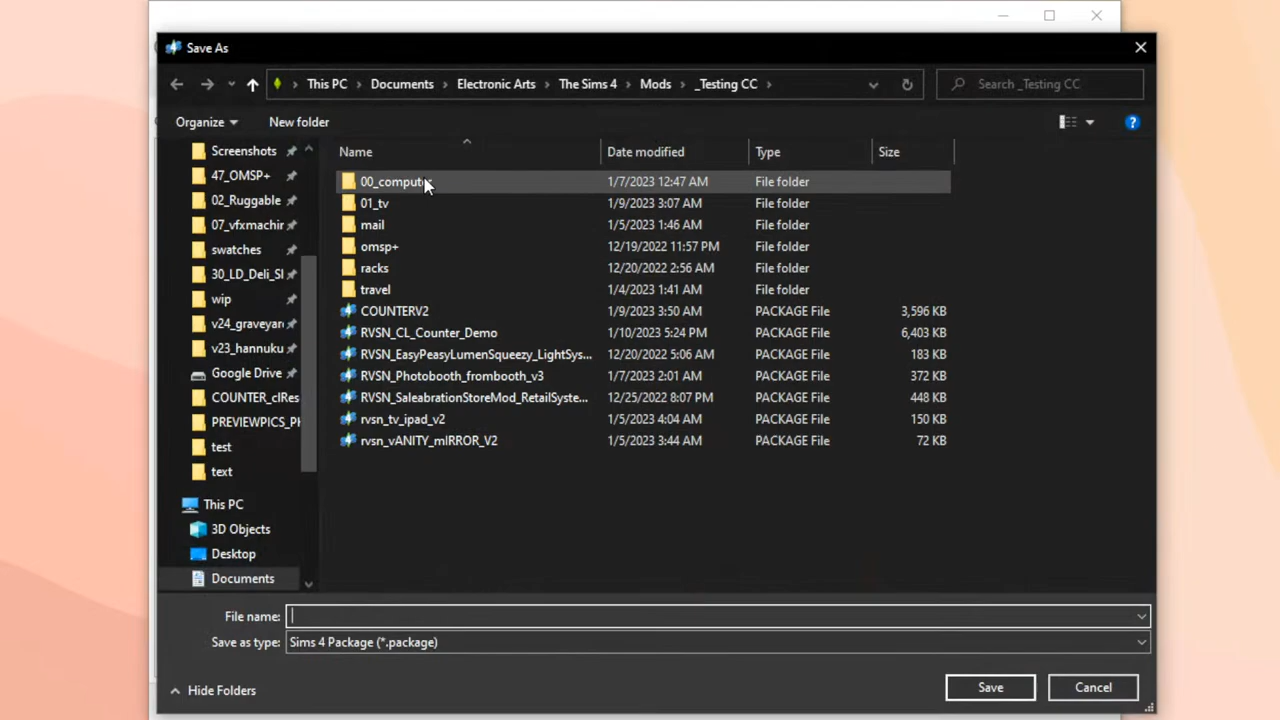 Save As
This PC > Documents > Electronic Arts > The Sims 4 > Mods > _Testing CC >
Search _Testing CC
Organize
New folder
Screenshots
47_OMSP+
02_Ruggable
07_vfxmachir
swatches
30_LD_Deli_Sl
wip
v24_graveyar
v23_hannuku
Google Drive
COUNTER_clRes
PREVIEWPICS_PH
test
text
This PC
3D Objects
Desktop
Documents
Name Date modified Type Size
00_compute 1/7/2023 12:47 AM File folder
01_tv 1/9/2023 3:07 AM File folder
mail 1/5/2023 1:46 AM File folder
omsp+ 12/19/2022 11:57 PM File folder
racks 12/20/2022 2:56 AM File folder
travel 1/4/2023 1:41 AM File folder
COUNTERV2 1/9/2023 3:50 AM PACKAGE File 3,596 KB
RVSN_CL_Counter_Demo 1/10/2023 5:24 PM PACKAGE File 6,403 KB
RVSN_EasyPeasyLumenSqueezy_LightSys... 12/20/2022 5:06 AM PACKAGE File 183 KB
RVSN_Photobooth_frombooth_v3 1/7/2023 2:01 AM PACKAGE File 372 KB
RVSN_SaleabrationStoreMod_RetailSyste... 12/25/2022 8:07 PM PACKAGE File 448 KB
rvsn_tv_ipad_v2 1/5/2023 4:04 AM PACKAGE File 150 KB
rvsn_vANITY_mIRROR_V2 1/5/2023 3:44 AM PACKAGE File 72 KB
File name:
Save as type: Sims 4 Package (*.package)
Hide Folders
Save
Cancel